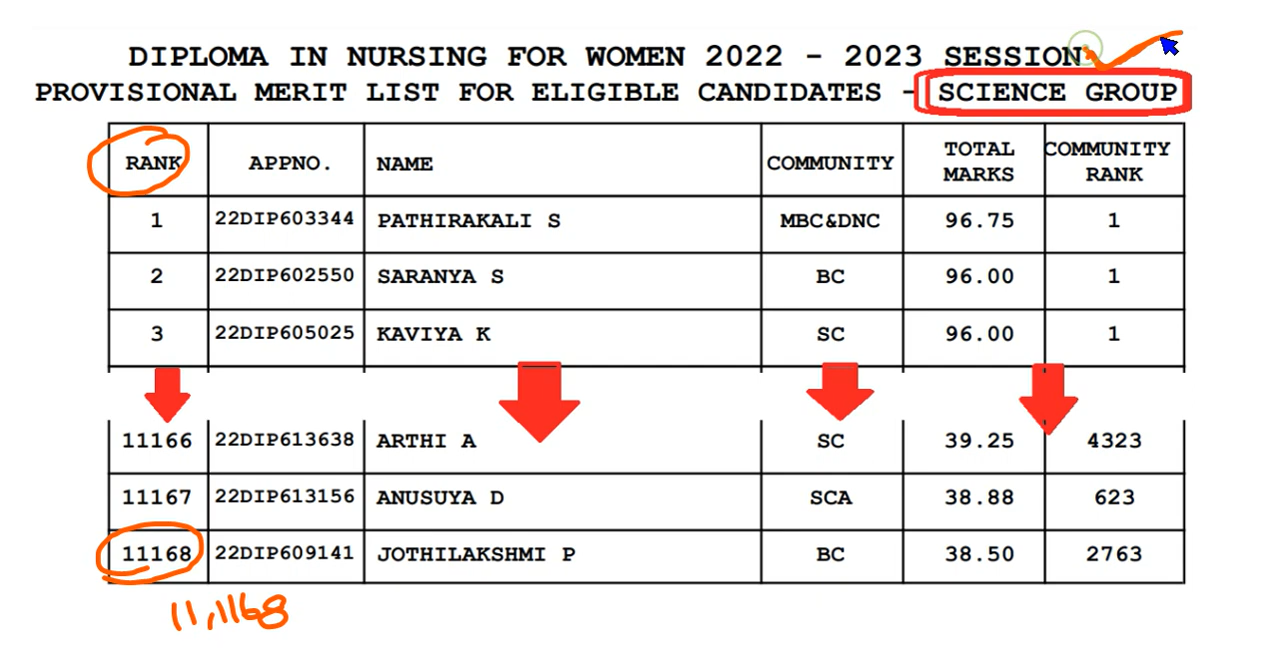 DIPLOMA IN NURSING FOR WOMEN 2022 - 2023 SESSION
PROVISIONAL MERIT LIST FOR ELIGIBLE CANDIDATES - SCIENCE GROUP
RANK APPNO. NAME COMMUNITY TOTAL MARKS COMMUNITY RANK
1 22DIP603344 PATHIRAKALI S MBC&DNC 96.75 1
2 22DIP602550 SARANYA S BC 96.00 1
3 22DIP605025 KAVIYA K SC 96.00 1
11166 22DIP613638 ARTHI A SC 39.25 4323
11167 22DIP613156 ANUSUYA D SCA 38.88 623
11168 22DIP609141 JOTHILAKSHMI P BC 38.50 2763
11,1168